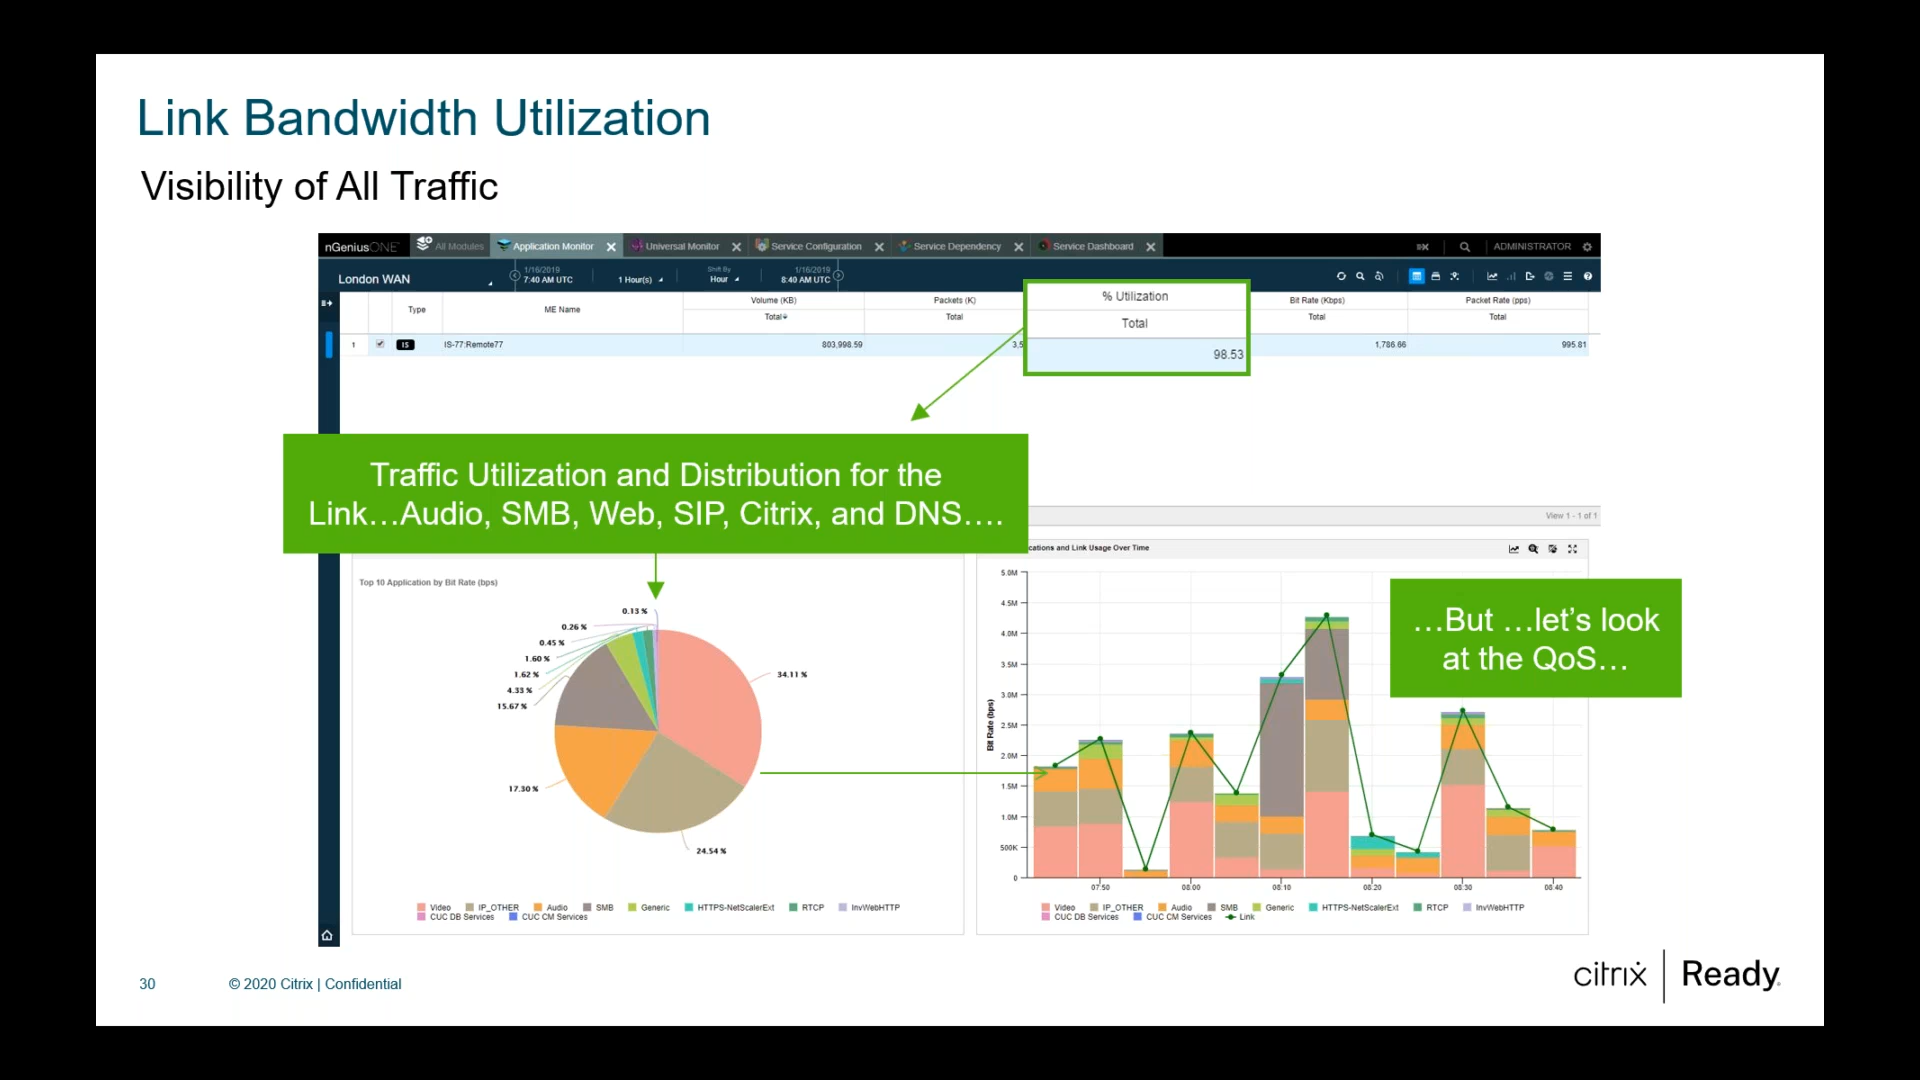 Link Bandwidth Utilization
Visibility of All Traffic
nGeniusONE All Modules Application Monitor Universal Monitor Service Configuration Service Dependency Service Dashboard ADMINISTRATOR
London WAN 1/16/2019 7:40 AM UTC 1 Hour(s) Shift By Hour 1/16/2019 8:40 AM UTC
Type ME Name Volume (KB) Packets (K) % Utilization Bit Rate (Kbps) Packet Rate (pps)
Total Total Total Total Total
1 IS IS-77:Remote77 803,998.59 3,5 98.53 1,786.66 995.81
Traffic Utilization and Distribution for the
Link…Audio, SMB, Web, SIP, Citrix, and DNS….
View 1 - 1 of 1
cations and Link Usage Over Time
Top 10 Application by Bit Rate (bps)
0.13 %
0.26 %
0.45 %
1.60 %
1.62 %
4.33 %
15.67 %
17.30 %
24.54 %
34.11 %
Video IP_OTHER Audio SMB Generic HTTPS-NetScalerExt RTCP InvWebHTTP
CUC DB Services CUC CM Services
…But …let’s look
at the QoS…
Bit Rate (bps)
5.0M
4.5M
4.0M
3.5M
3.0M
2.5M
2.0M
1.5M
1.0M
500K
0
07:50 08:00 08:10 08:20 08:30 08:40
Video IP_OTHER Audio SMB Generic HTTPS-NetScalerExt RTCP InvWebHTTP
CUC DB Services CUC CM Services Link
30 © 2020 Citrix | Confidential
citrix | Ready